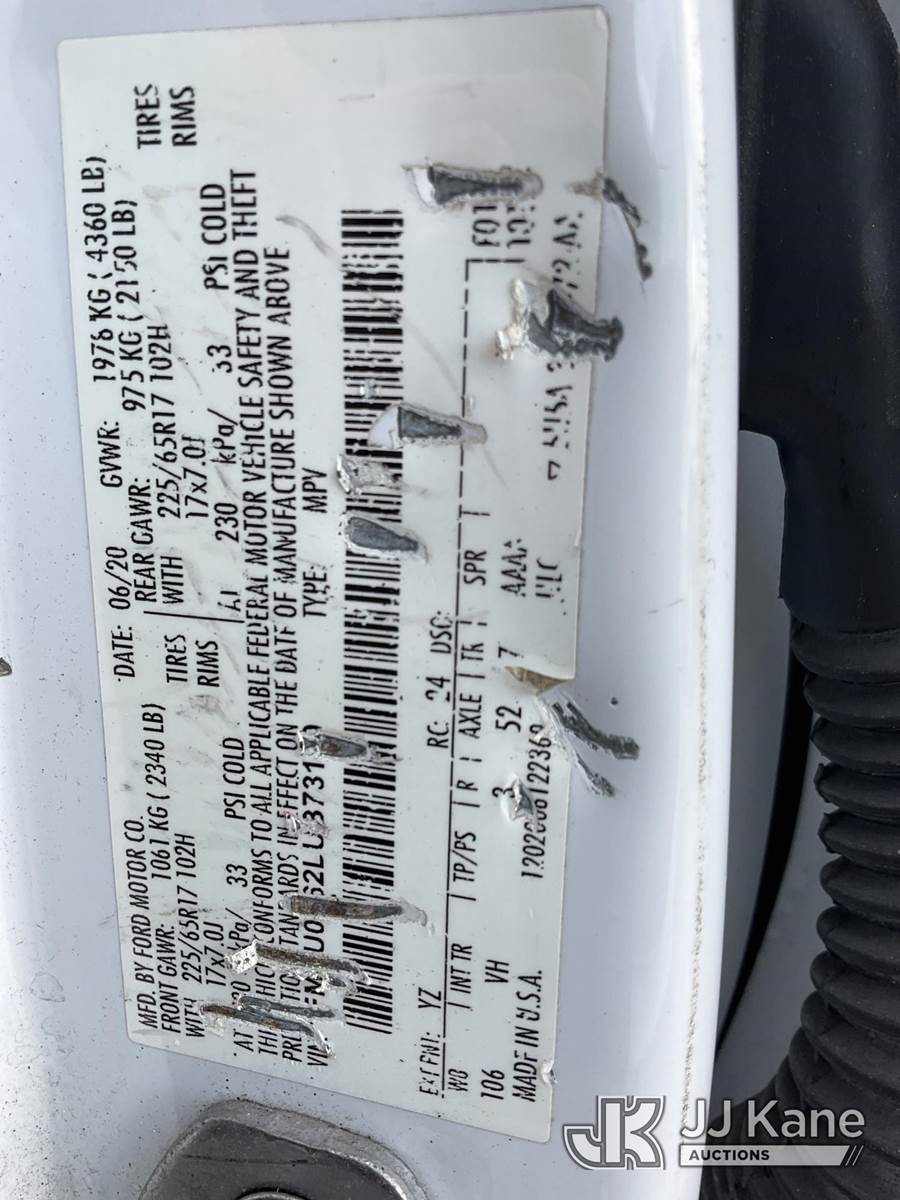 MFD. BY FORD MOTOR CO.
DATE: 06/20 GVWR: 1978 KG ( 4360 LB)
FRONT GAWR: 1061 KG ( 2340 LB)
REAR GAWR: 975 KG ( 2150 LB)
225/65R17 102H TIRES
WITH 225/65R17 102H TIRES
17x7.0J RIMS
17x7.0J RIMS
AT kPa/ 33 PSI COLD
AT 230 kPa/ 33 PSI COLD
CONFORMS TO ALL APPLICABLE FEDERAL MOTOR VEHICLE SAFETY AND THEFT
IN EFFECT ON THE DATE OF MANUFACTURE SHOWN ABOVE
TYPE: MPV
EXT PNT: YZ RC: 24 DSO:
WB INT TR TP/PS R AXLE TR SPR
106 VH 3 52 7
MADE IN U.S.A.
JJ Kane
AUCTIONS